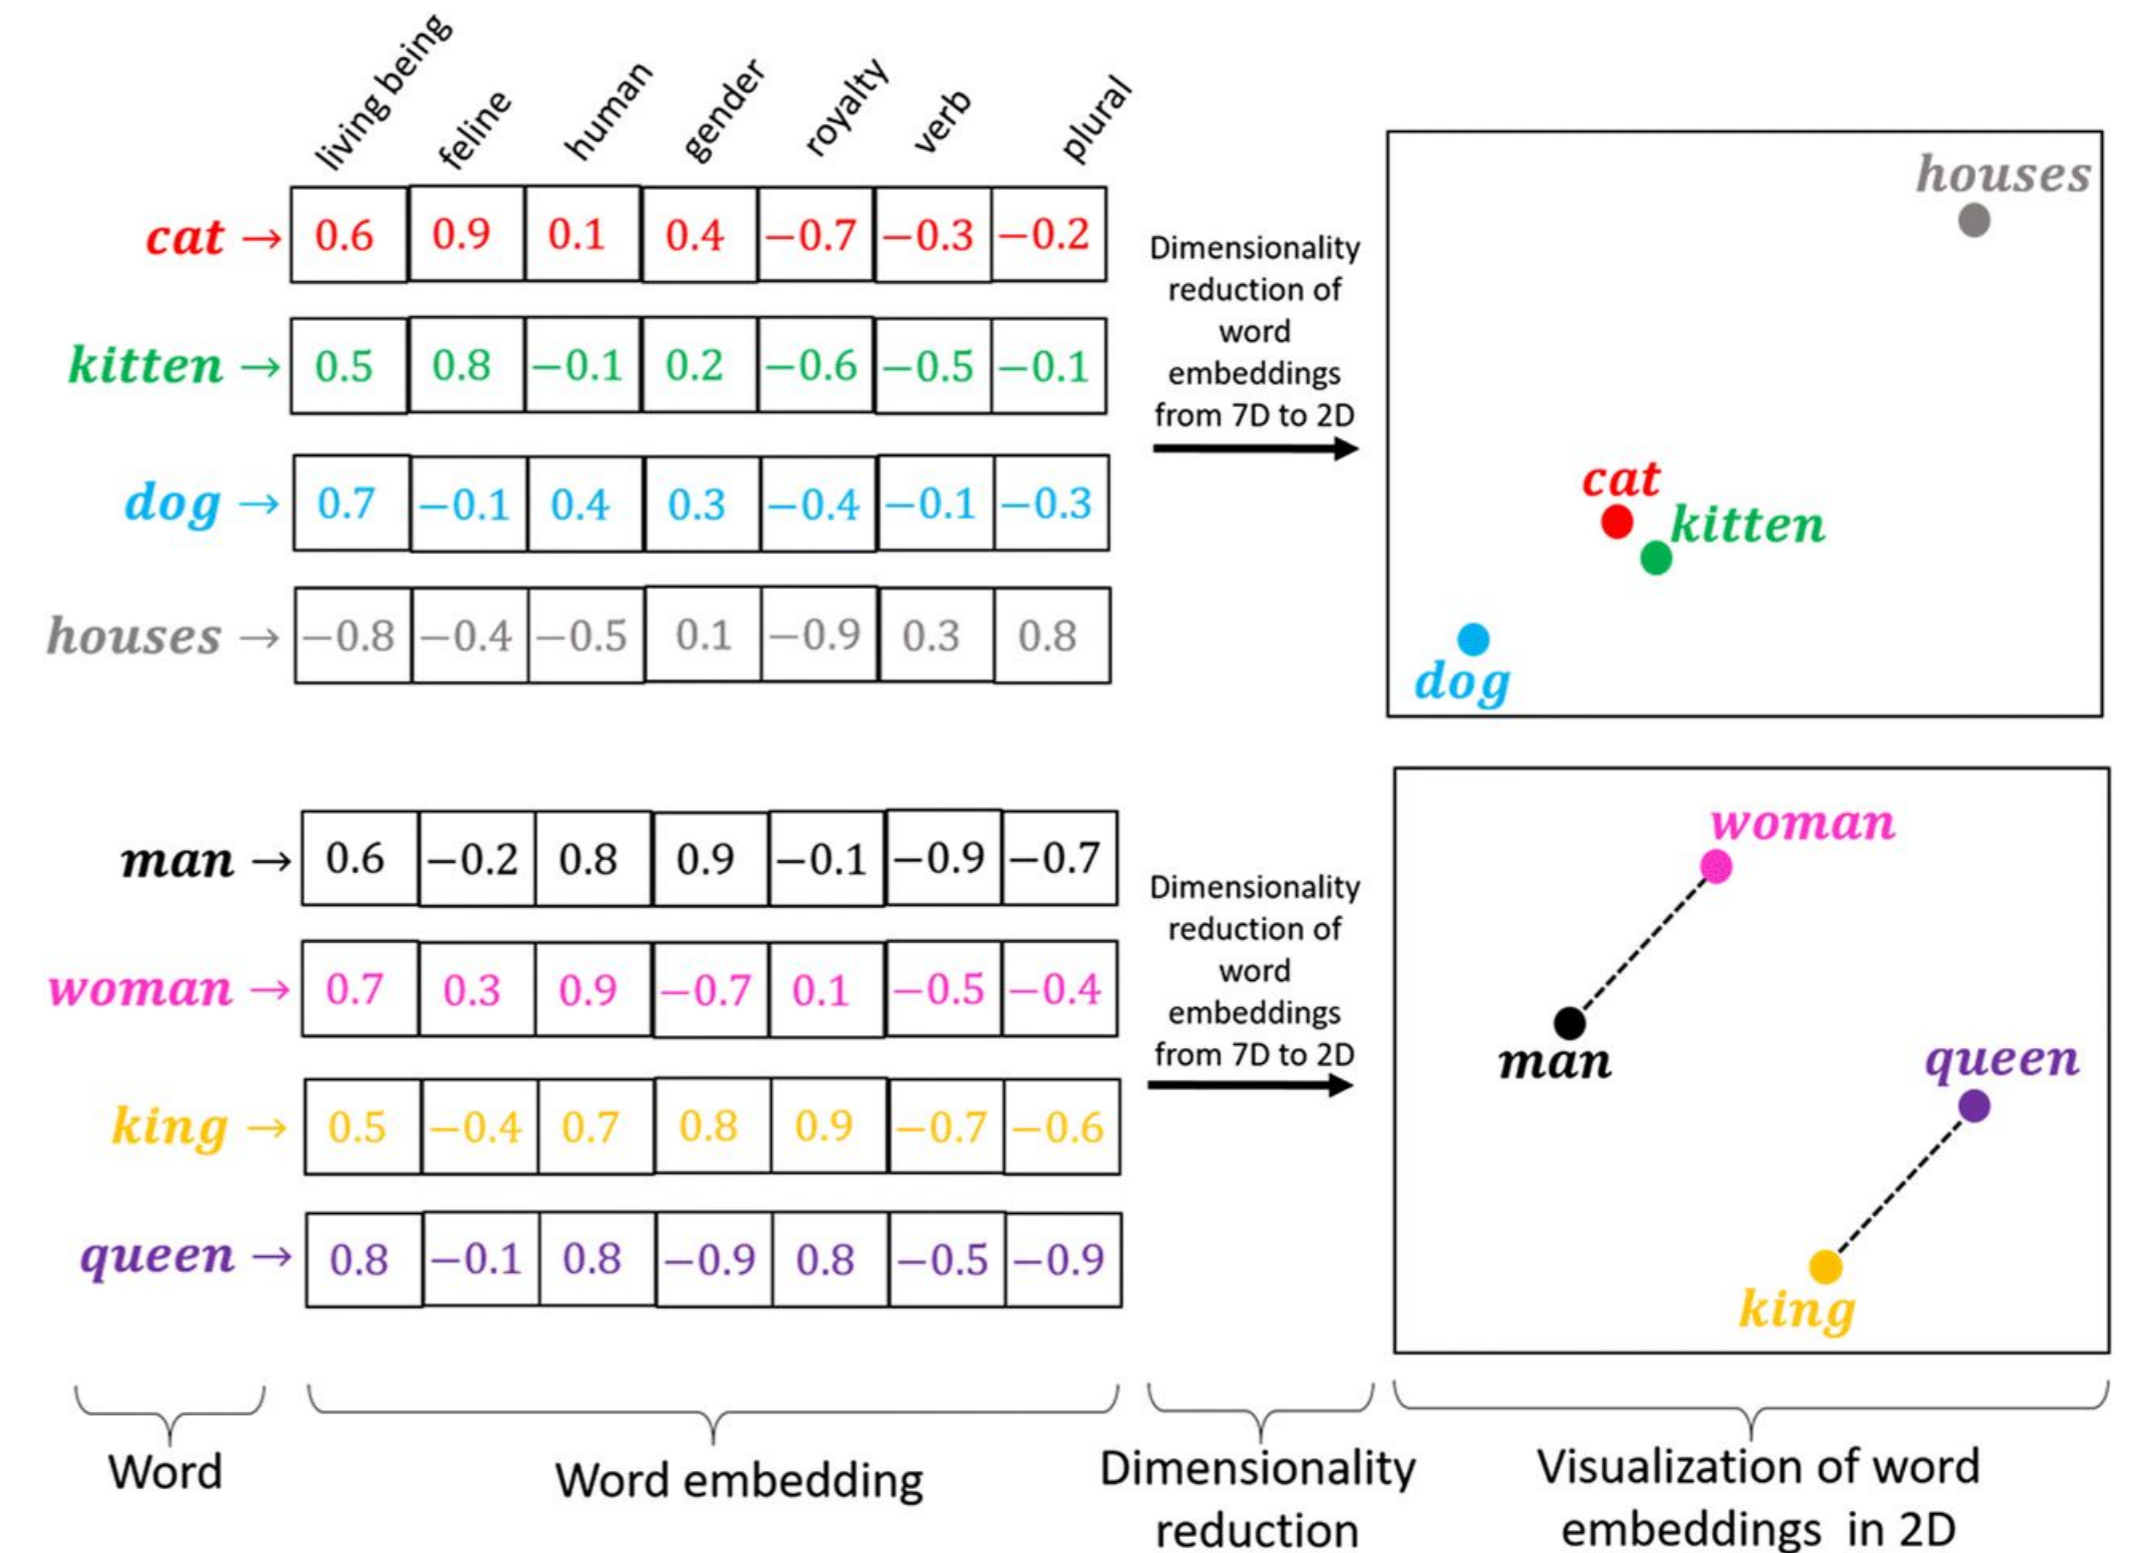 living being feline human gender royalty verb plural
cat → 0.6 0.9 0.1 0.4 −0.7 −0.3 −0.2
kitten → 0.5 0.8 −0.1 0.2 −0.6 −0.5 −0.1
dog → 0.7 −0.1 0.4 0.3 −0.4 −0.1 −0.3
houses → −0.8 −0.4 −0.5 0.1 −0.9 0.3 0.8
Dimensionality
reduction of
word
embeddings
from 7D to 2D
houses
cat
kitten
dog
man → 0.6 −0.2 0.8 0.9 −0.1 −0.9 −0.7
woman → 0.7 0.3 0.9 −0.7 0.1 −0.5 −0.4
king → 0.5 −0.4 0.7 0.8 0.9 −0.7 −0.6
queen → 0.8 −0.1 0.8 −0.9 0.8 −0.5 −0.9
Dimensionality
reduction of
word
embeddings
from 7D to 2D
woman
man
queen
king
Word
Word embedding
Dimensionality
reduction
Visualization of word
embeddings in 2D